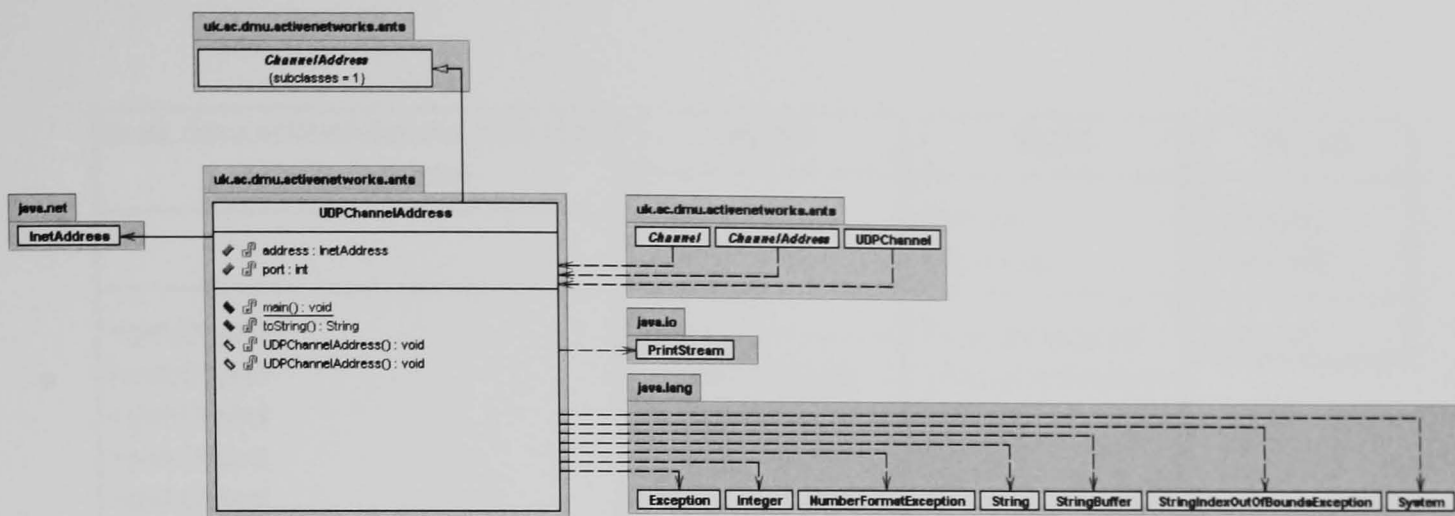 uk.ac.dmu.activenetworks.ants
ChannelAddress
{subclasses = 1}
uk.ac.dmu.activenetworks.ants
java.net
InetAddress
UDPChannelAddress
address : InetAddress
port : int
main() : void
toString() : String
UDPChannelAddress() : void
UDPChannelAddress() : void
uk.ac.dmu.activenetworks.ants
Channel ChannelAddress UDPChannel
java.io
PrintStream
java.lang
Exception Integer NumberFormatException String StringBuffer StringIndexOutOfBoundsException System